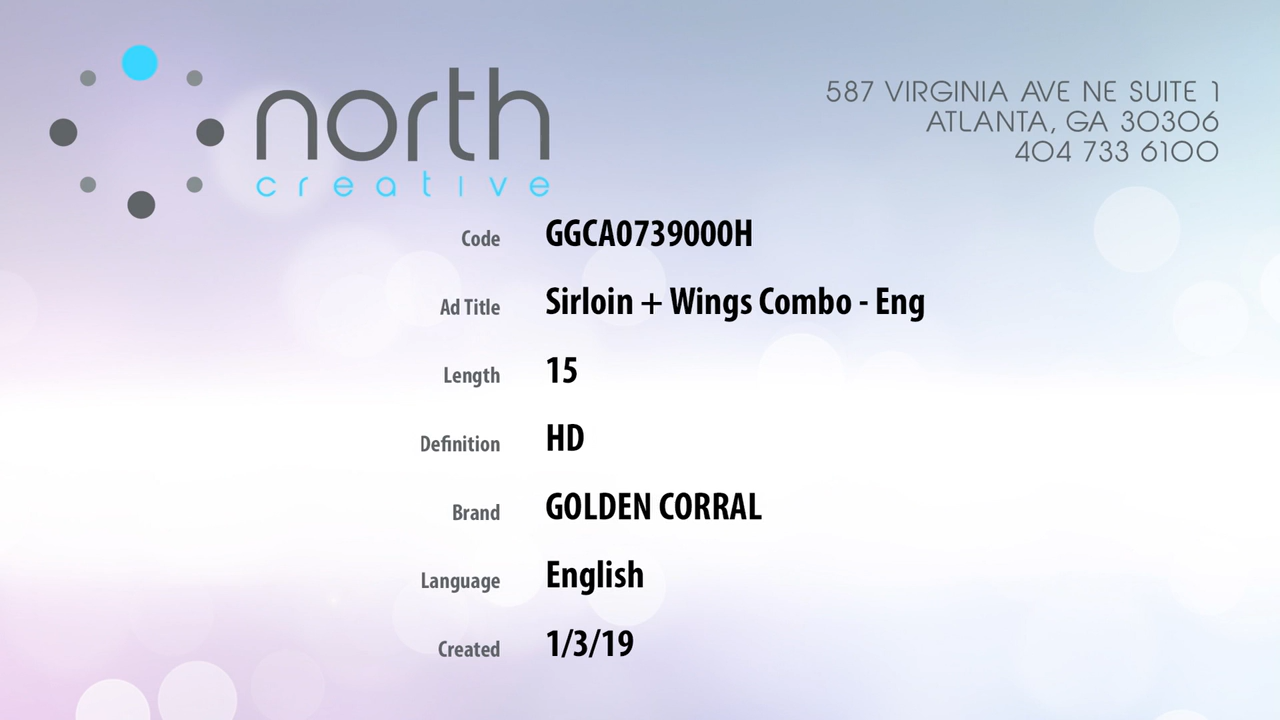 north
creative
587 VIRGINIA AVE NE SUITE 1
ATLANTA, GA 30306
404 733 6100
Code GGCA0739000H
Ad Title Sirloin + Wings Combo - Eng
Length 15
Definition HD
Brand GOLDEN CORRAL
Language English
Created 1/3/19